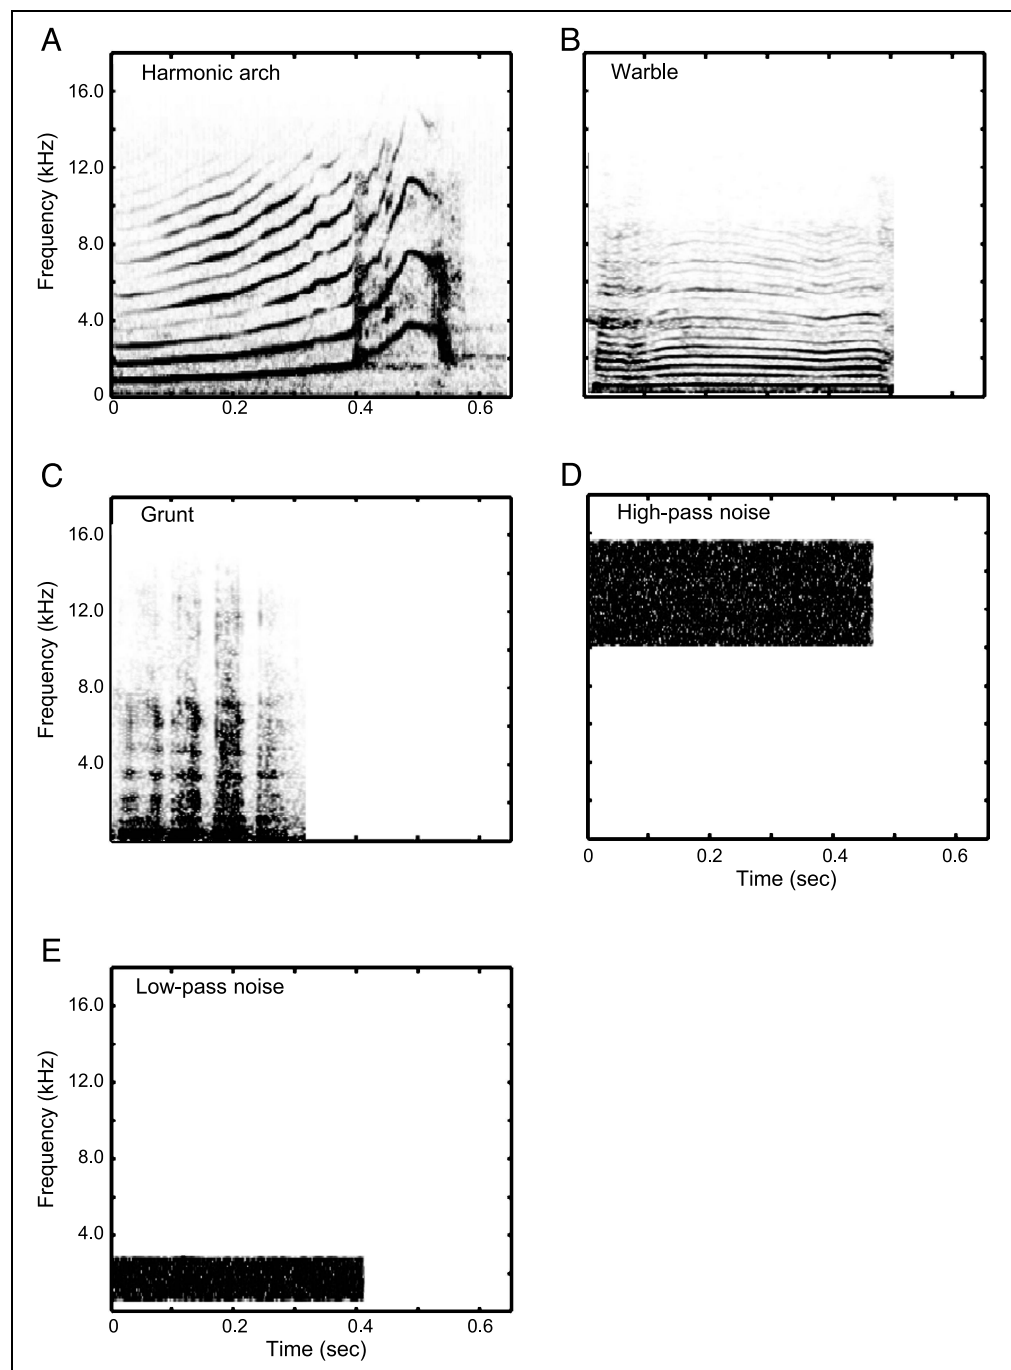 A
Harmonic arch
Frequency (kHz)
16.0
12.0
8.0
4.0
0
0 0.2 0.4 0.6
B
Warble
C
Grunt
Frequency (kHz)
16.0
12.0
8.0
4.0
D
High-pass noise
0 0.2 0.4 0.6
Time (sec)
E
Low-pass noise
Frequency (kHz)
16.0
12.0
8.0
4.0
0 0.2 0.4 0.6
Time (sec)